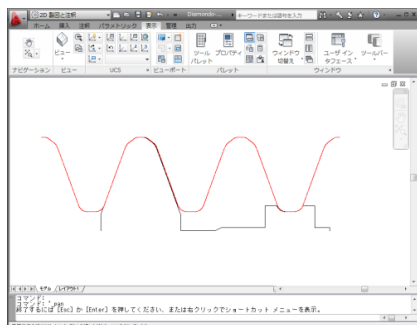 2D 製図と注釈
Diamondo
キーワードまたは語句を入力
ホーム 挿入 注釈 パラメトリック 表示 管理 出力
ビュー
ツール
パレット
プロパティ
ウィンドウ
切替え
ユーザ イン
タフェース
ツールバー
ナビゲーション ビュー UCS ビューポート パレット ウィンドウ
モデル レイアウト1
コマンド:
コマンド: '_pan
終了するには [Esc] か [Enter] を押してください、または右クリックでショートカット メニューを表示。